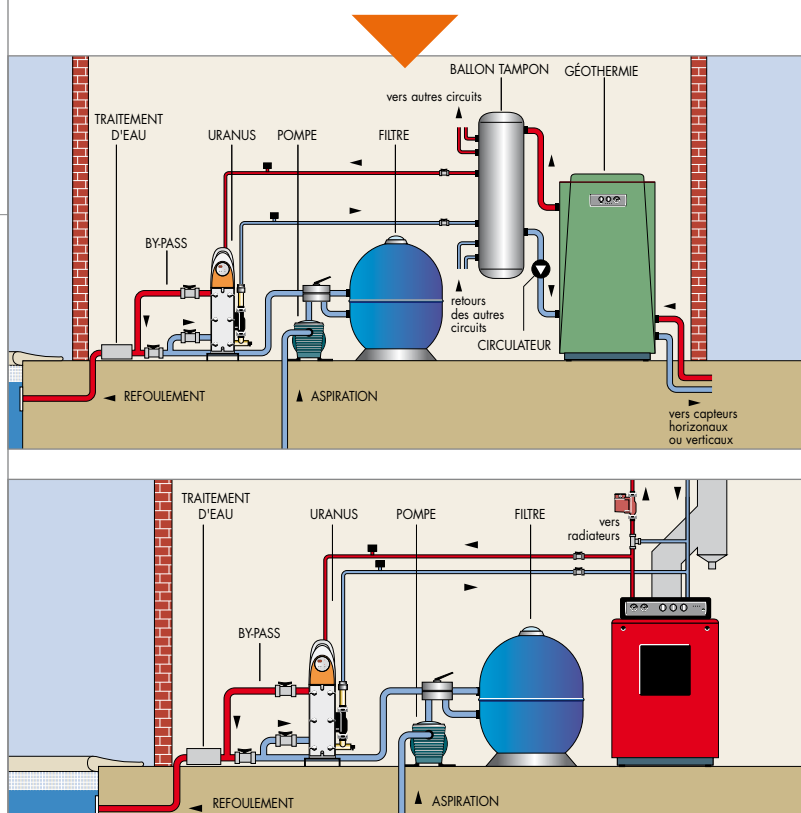 BALLON TAMPON
GÉOTHERMIE
vers autres circuits
TRAITEMENT
D'EAU
URANUS
POMPE
FILTRE
BY-PASS
retours
des autres
circuits
CIRCULATEUR
REFOULEMENT
ASPIRATION
vers capteurs
horizonaux
ou verticaux
TRAITEMENT
D'EAU
URANUS
POMPE
FILTRE
vers
radiateurs
BY-PASS
REFOULEMENT
ASPIRATION